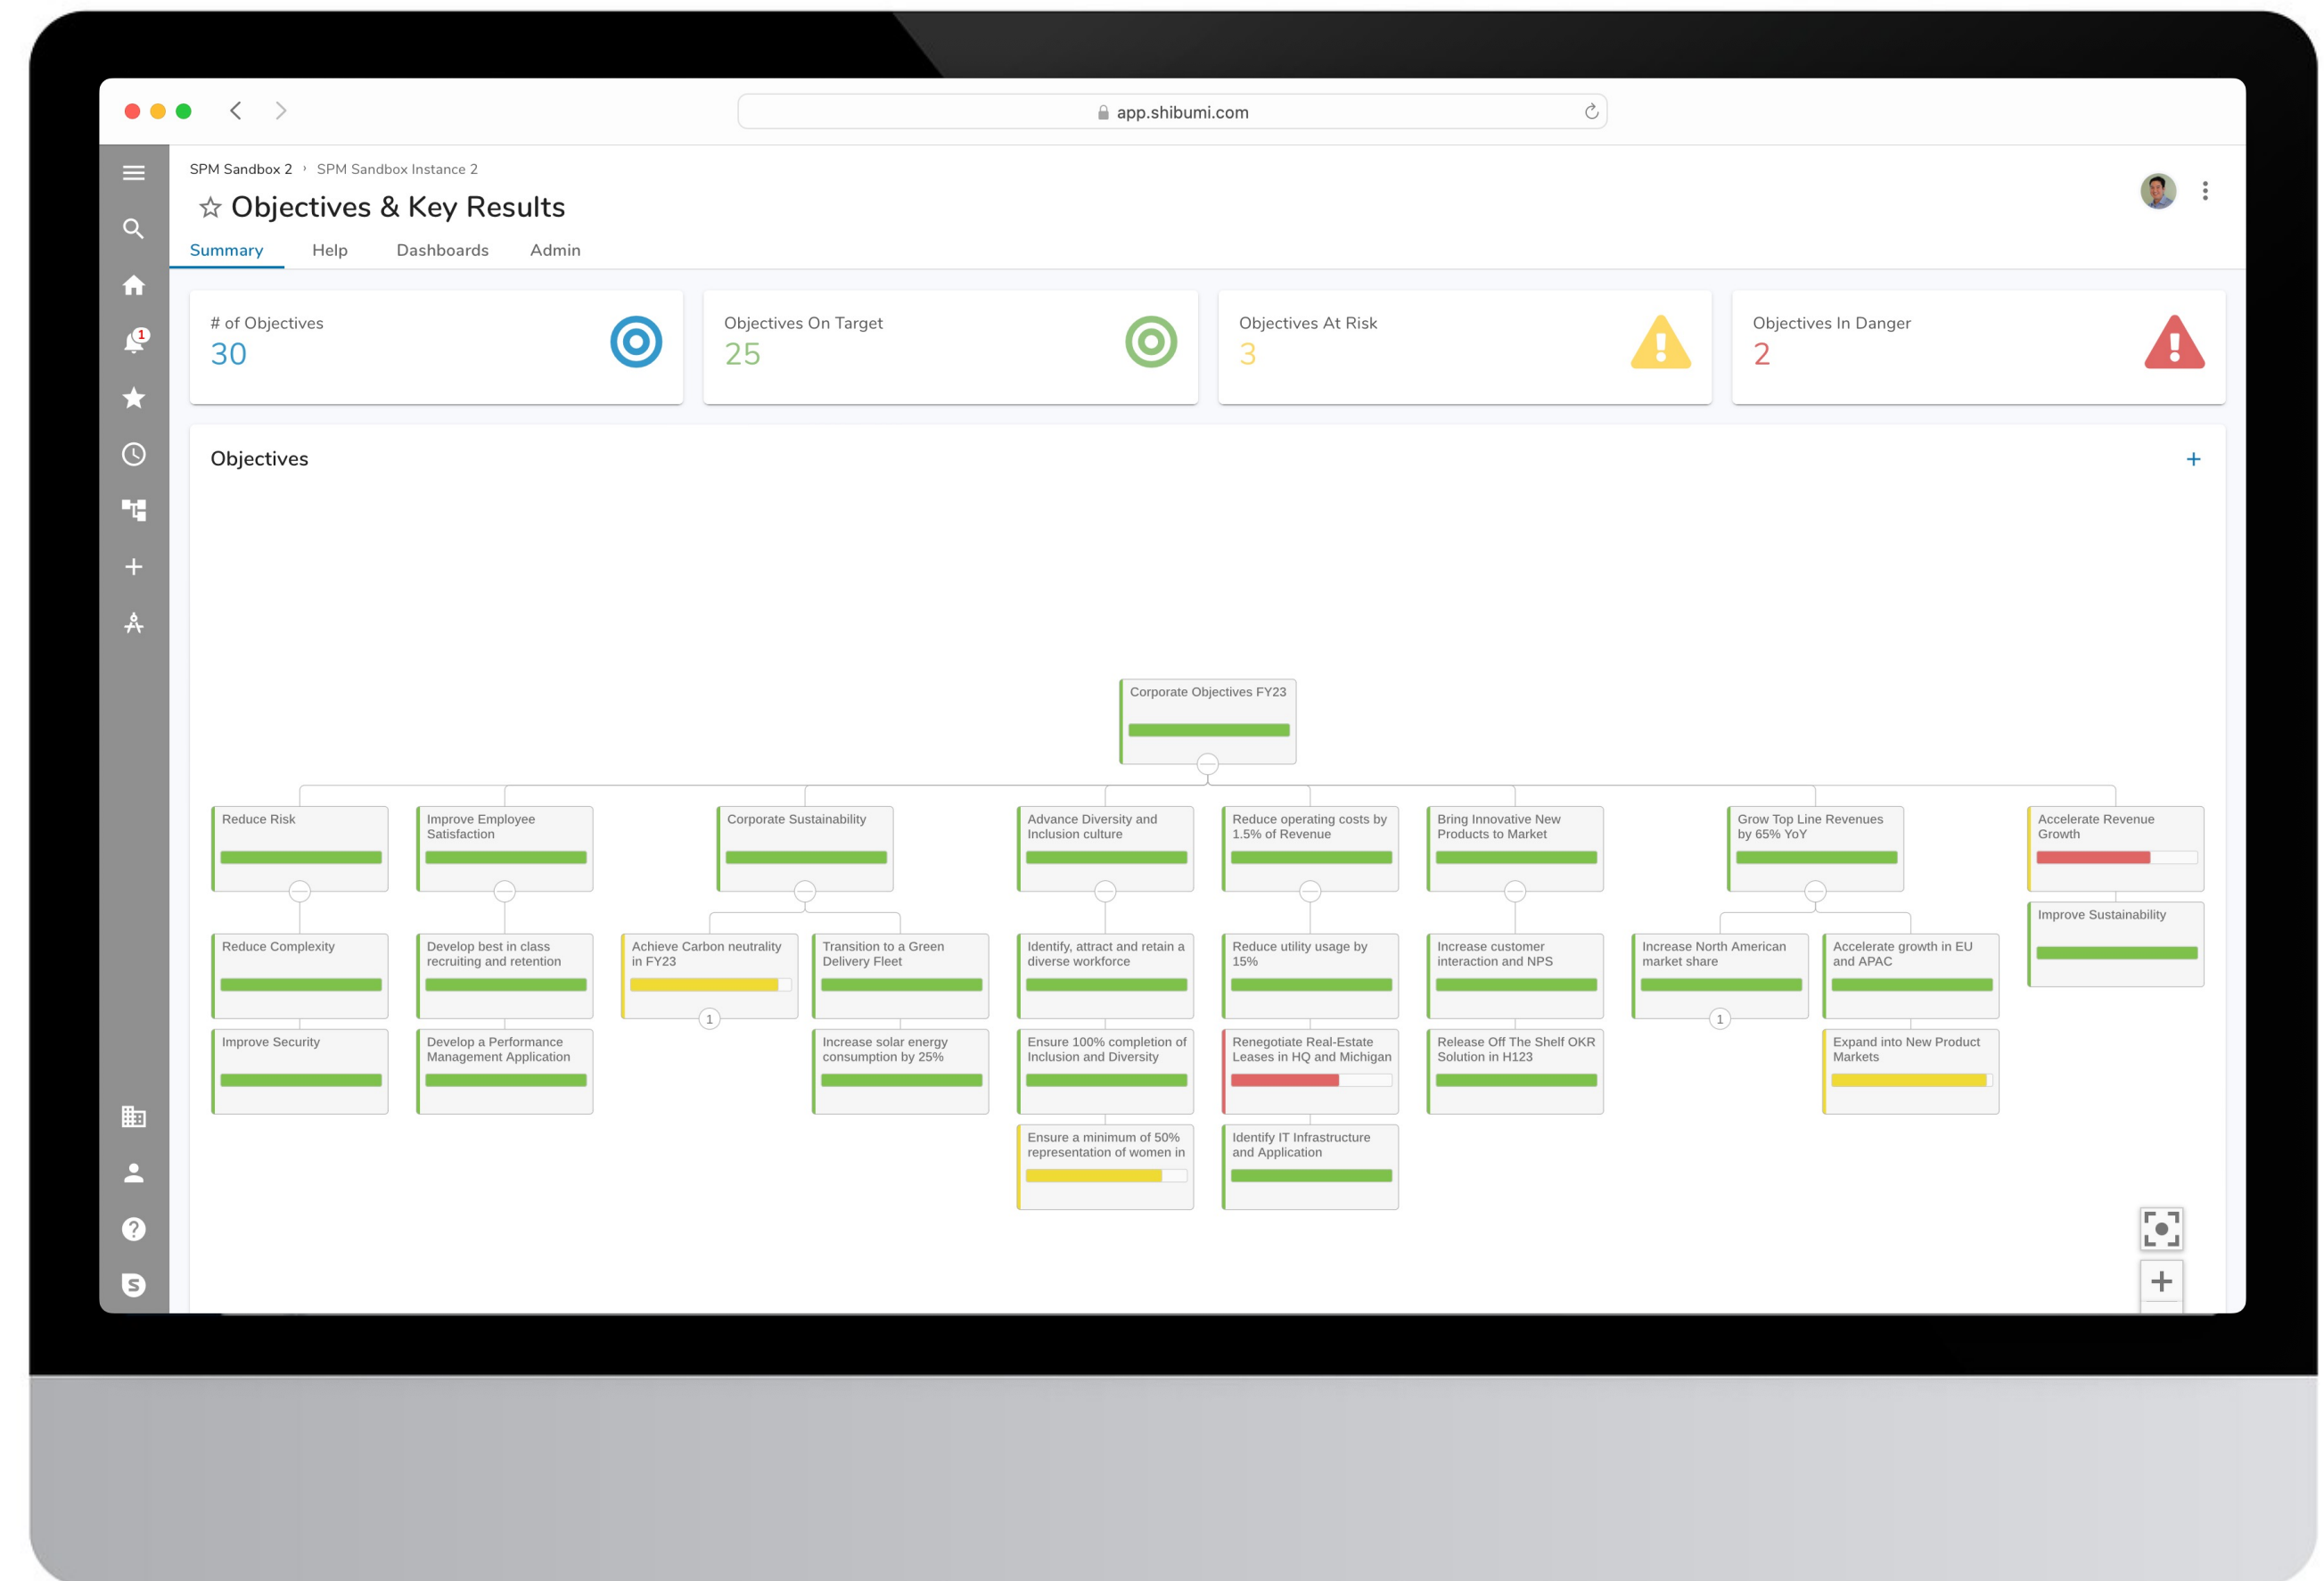 app.shibumi.com
SPM Sandbox 2 › SPM Sandbox Instance 2
Objectives & Key Results
Summary Help Dashboards Admin
1
# of Objectives
30
Objectives On Target
25
Objectives At Risk
3
Objectives In Danger
2
Objectives
Corporate Objectives FY23
Reduce Risk
Improve Employee
Satisfaction
Corporate Sustainability
Advance Diversity and
Inclusion culture
Reduce operating costs by
1.5% of Revenue
Bring Innovative New
Products to Market
Grow Top Line Revenues
by 65% YoY
Accelerate Revenue
Growth
Improve Sustainability
Reduce Complexity
Develop best in class
recruiting and retention
Achieve Carbon neutrality
in FY23
1
Transition to a Green
Delivery Fleet
Identify, attract and retain a
diverse workforce
Reduce utility usage by
15%
Increase customer
interaction and NPS
Increase North American
market share
1
Accelerate growth in EU
and APAC
Improve Security
Develop a Performance
Management Application
Increase solar energy
consumption by 25%
Ensure 100% completion of
Inclusion and Diversity
Renegotiate Real-Estate
Leases in HQ and Michigan
Release Off The Shelf OKR
Solution in H123
Expand into New Product
Markets
Ensure a minimum of 50%
representation of women in
Identify IT Infrastructure
and Application
S